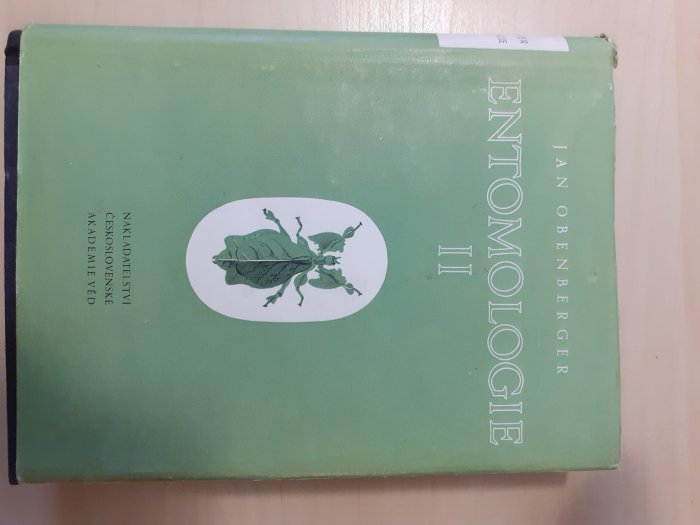 JAN OBENBERGER
ENTOMOLOGIE
II
NAKLADATELSTVÍ
ČESKOSLOVENSKÉ
AKADEMIE VĚD